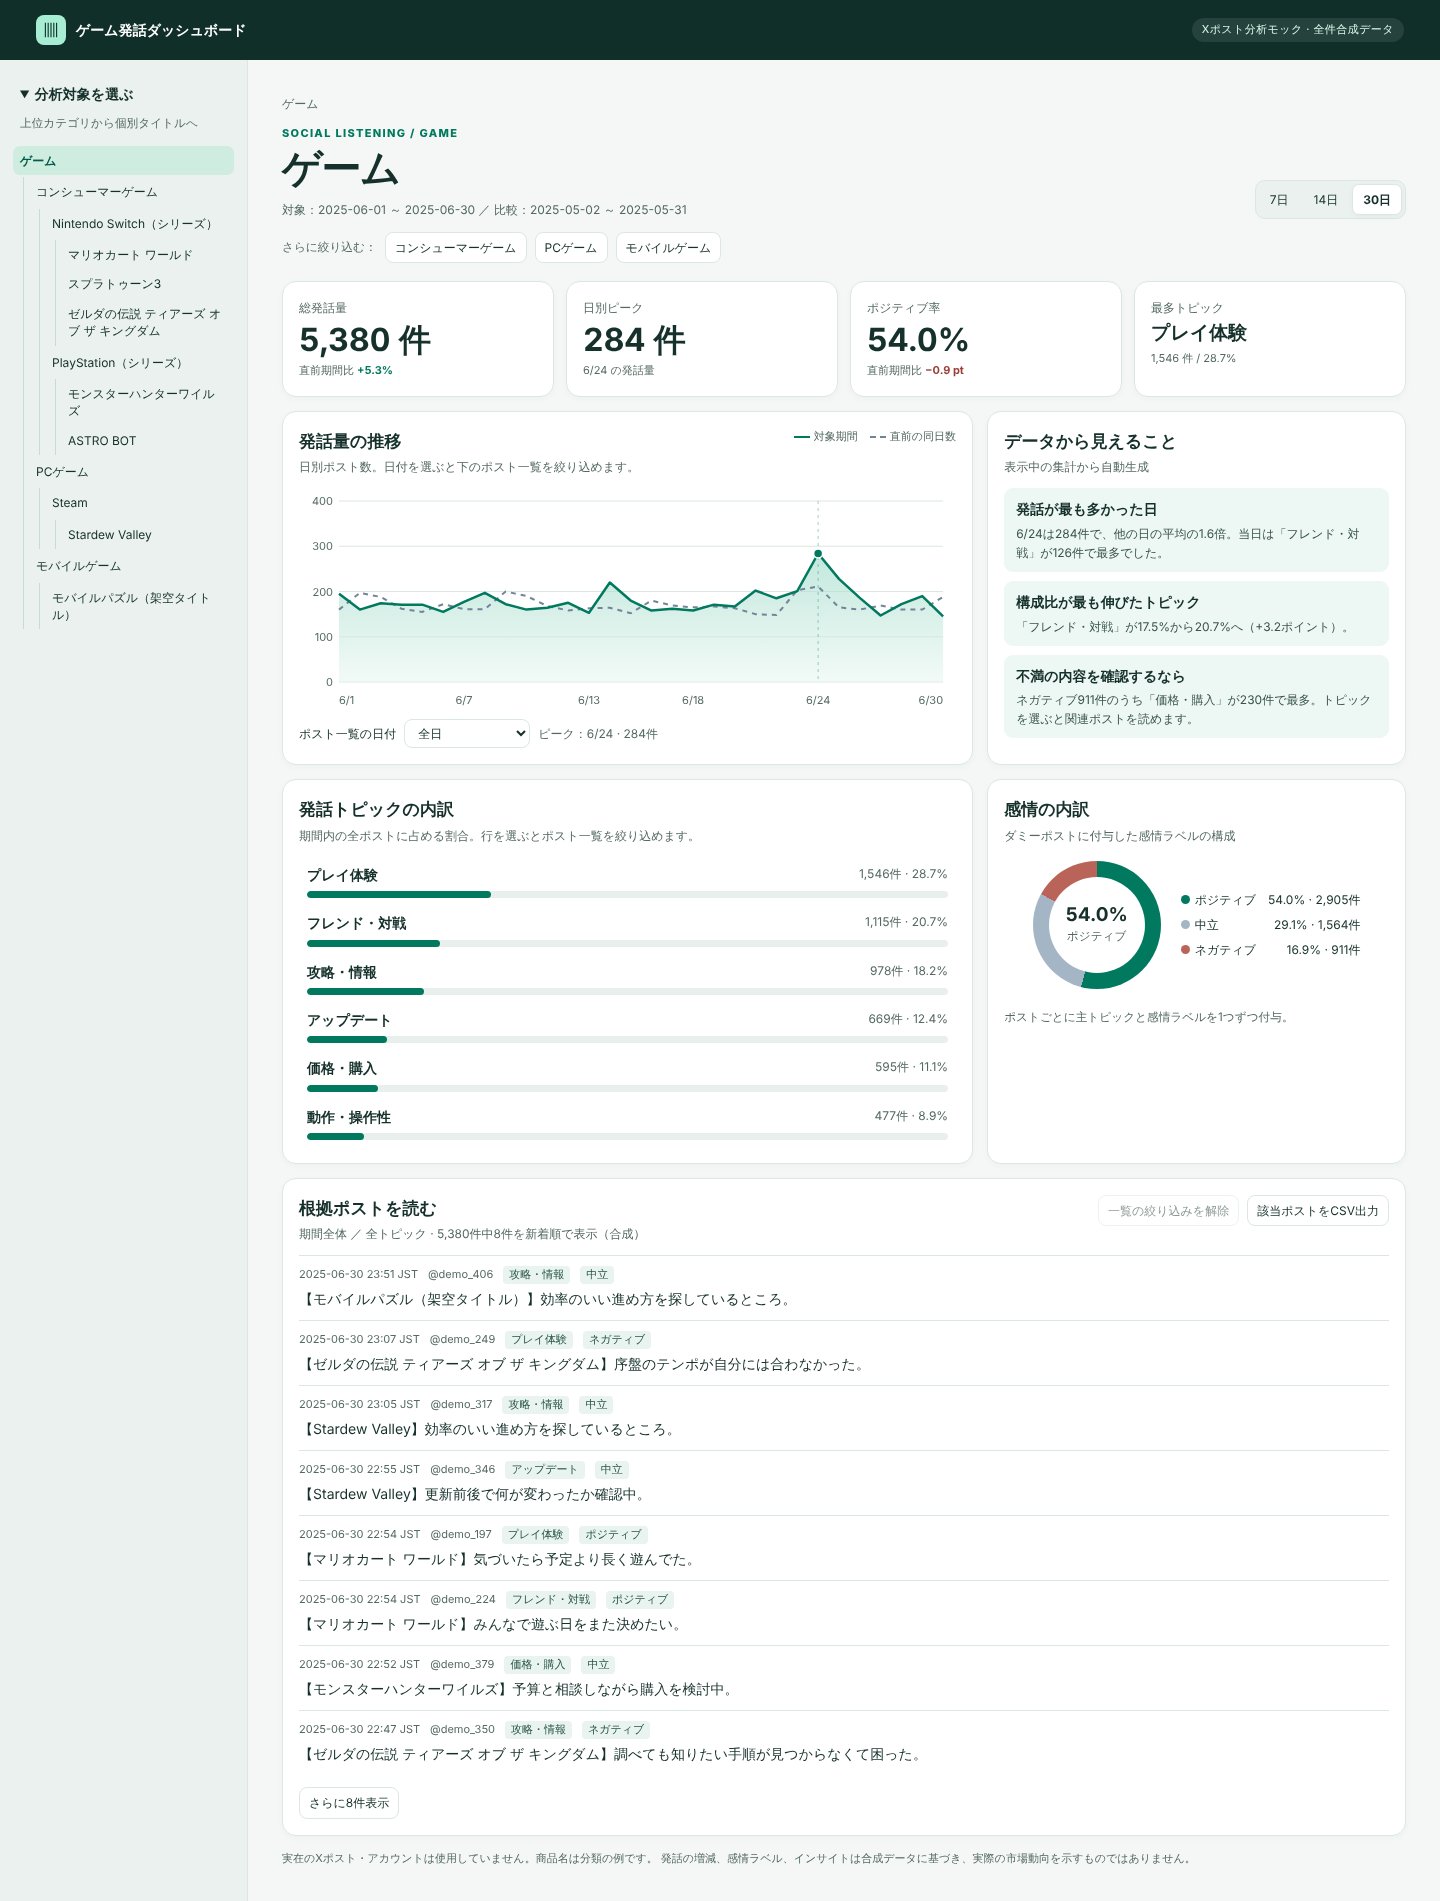 ゲーム発話ダッシュボード
Xポスト分析モック · 全件合成データ
▼ 分析対象を選ぶ
上位カテゴリから個別タイトルへ
ゲーム
コンシューマーゲーム
Nintendo Switch（シリーズ）
マリオカート ワールド
スプラトゥーン3
ゼルダの伝説 ティアーズ オ
ブ ザ キングダム
PlayStation（シリーズ）
モンスターハンターワイル
ズ
ASTRO BOT
PCゲーム
Steam
Stardew Valley
モバイルゲーム
モバイルパズル（架空タイト
ル）
ゲーム
SOCIAL LISTENING / GAME
ゲーム
対象：2025-06-01 ～ 2025-06-30 ／ 比較：2025-05-02 ～ 2025-05-31
7日 14日 30日
さらに絞り込む： コンシューマーゲーム PCゲーム モバイルゲーム
総発話量
5,380 件
直前期間比 +5.3%
日別ピーク
284 件
6/24 の発話量
ポジティブ率
54.0%
直前期間比 −0.9 pt
最多トピック
プレイ体験
1,546 件 / 28.7%
発話量の推移
対象期間 直前の同日数
日別ポスト数。日付を選ぶと下のポスト一覧を絞り込めます。
400
300
200
100
0
6/1 6/7 6/13 6/18 6/24 6/30
ポスト一覧の日付 全日 ピーク：6/24 · 284件
データから見えること
表示中の集計から自動生成
発話が最も多かった日
6/24は284件で、他の日の平均の1.6倍。当日は「フレンド・対
戦」が126件で最多でした。
構成比が最も伸びたトピック
「フレンド・対戦」が17.5%から20.7%へ（+3.2ポイント）。
不満の内容を確認するなら
ネガティブ911件のうち「価格・購入」が230件で最多。トピック
を選ぶと関連ポストを読めます。
発話トピックの内訳
期間内の全ポストに占める割合。行を選ぶとポスト一覧を絞り込めます。
プレイ体験 1,546件 · 28.7%
フレンド・対戦 1,115件 · 20.7%
攻略・情報 978件 · 18.2%
アップデート 669件 · 12.4%
価格・購入 595件 · 11.1%
動作・操作性 477件 · 8.9%
感情の内訳
ダミーポストに付与した感情ラベルの構成
54.0%
ポジティブ
ポジティブ 54.0% · 2,905件
中立 29.1% · 1,564件
ネガティブ 16.9% · 911件
ポストごとに主トピックと感情ラベルを1つずつ付与。
根拠ポストを読む
一覧の絞り込みを解除 該当ポストをCSV出力
期間全体 ／ 全トピック · 5,380件中8件を新着順で表示（合成）
2025-06-30 23:51 JST @demo_406 攻略・情報 中立
【モバイルパズル（架空タイトル）】効率のいい進め方を探しているところ。
2025-06-30 23:07 JST @demo_249 プレイ体験 ネガティブ
【ゼルダの伝説 ティアーズ オブ ザ キングダム】序盤のテンポが自分には合わなかった。
2025-06-30 23:05 JST @demo_317 攻略・情報 中立
【Stardew Valley】効率のいい進め方を探しているところ。
2025-06-30 22:55 JST @demo_346 アップデート 中立
【Stardew Valley】更新前後で何が変わったか確認中。
2025-06-30 22:54 JST @demo_197 プレイ体験 ポジティブ
【マリオカート ワールド】気づいたら予定より長く遊んでた。
2025-06-30 22:54 JST @demo_224 フレンド・対戦 ポジティブ
【マリオカート ワールド】みんなで遊ぶ日をまた決めたい。
2025-06-30 22:52 JST @demo_379 価格・購入 中立
【モンスターハンターワイルズ】予算と相談しながら購入を検討中。
2025-06-30 22:47 JST @demo_350 攻略・情報 ネガティブ
【ゼルダの伝説 ティアーズ オブ ザ キングダム】調べても知りたい手順が見つからなくて困った。
さらに8件表示
実在のXポスト・アカウントは使用していません。商品名は分類の例です。 発話の増減、感情ラベル、インサイトは合成データに基づき、実際の市場動向を示すものではありません。